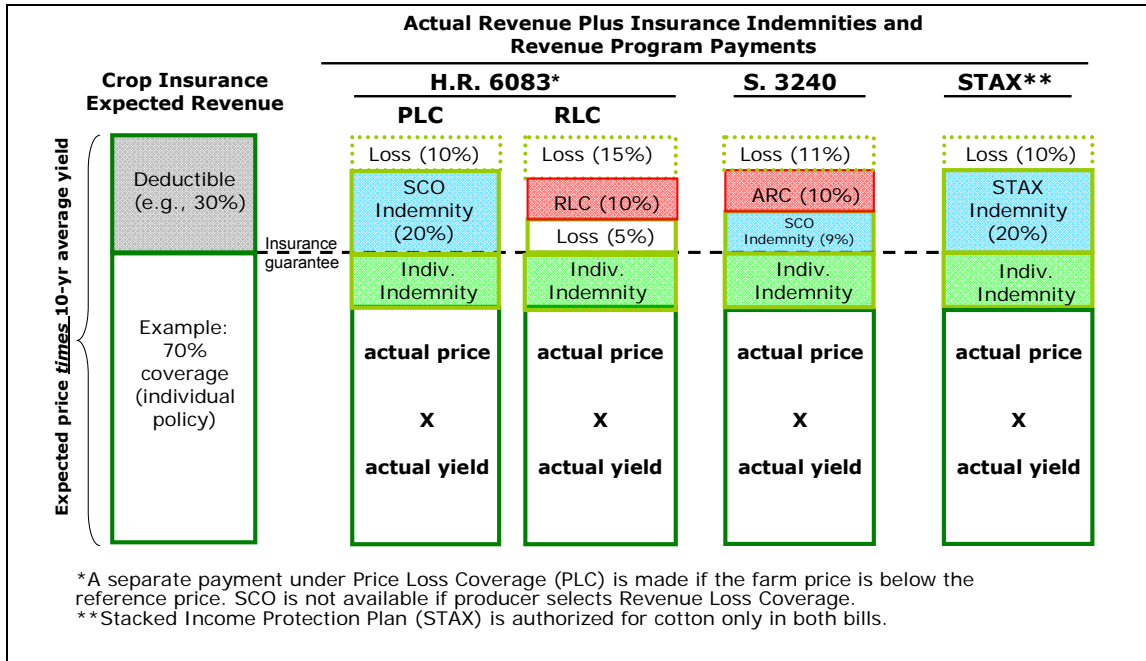 Actual Revenue Plus Insurance Indemnities and
Revenue Program Payments
Crop Insurance
Expected Revenue
H.R. 6083*
S. 3240
STAX**
PLC
RLC
Expected price times 10-yr average yield
Deductible
(e.g., 30%)
Example:
70%
coverage
(individual
policy)
Insurance
guarantee
Loss (10%)
SCO
Indemnity
(20%)
Indiv.
Indemnity
actual price
X
actual yield
Loss (15%)
RLC (10%)
Loss (5%)
Indiv.
Indemnity
actual price
X
actual yield
Loss (11%)
ARC (10%)
SCO
Indemnity (9%)
Indiv.
Indemnity
actual price
X
actual yield
Loss (10%)
STAX
Indemnity
(20%)
Indiv.
Indemnity
actual price
X
actual yield
*A separate payment under Price Loss Coverage (PLC) is made if the farm price is below the
reference price. SCO is not available if producer selects Revenue Loss Coverage.
**Stacked Income Protection Plan (STAX) is authorized for cotton only in both bills.